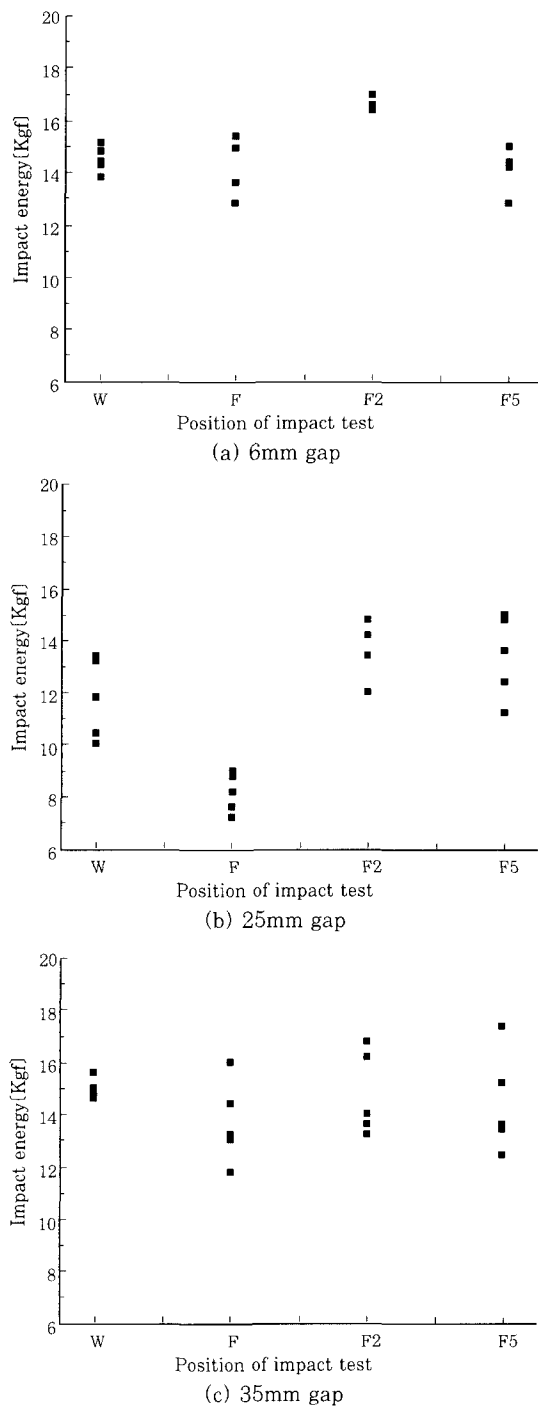 20
18
16
14
12
10
8
6
Impact energy[Kgf]
W F F2 F5
Position of impact test
(a) 6mm gap
20
18
16
14
12
10
8
6
Impact energy[Kgf]
W F F2 F5
Position of impact test
(b) 25mm gap
20
18
16
14
12
10
8
6
Impact energy[Kgf]
W F F2 F5
Position of impact test
(c) 35mm gap